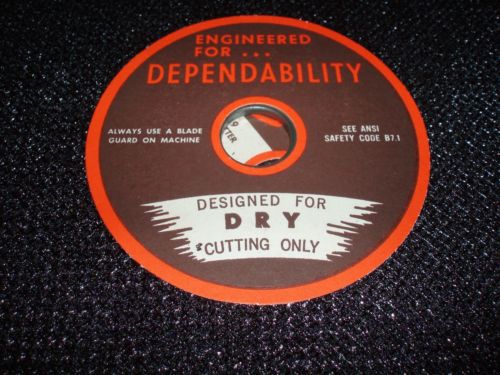 ENGINEERED
FOR ...
DEPENDABILITY
ALWAYS USE A BLADE
GUARD ON MACHINE
SEE ANSI
SAFETY CODE B7.1
DESIGNED FOR
DRY
CUTTING ONLY